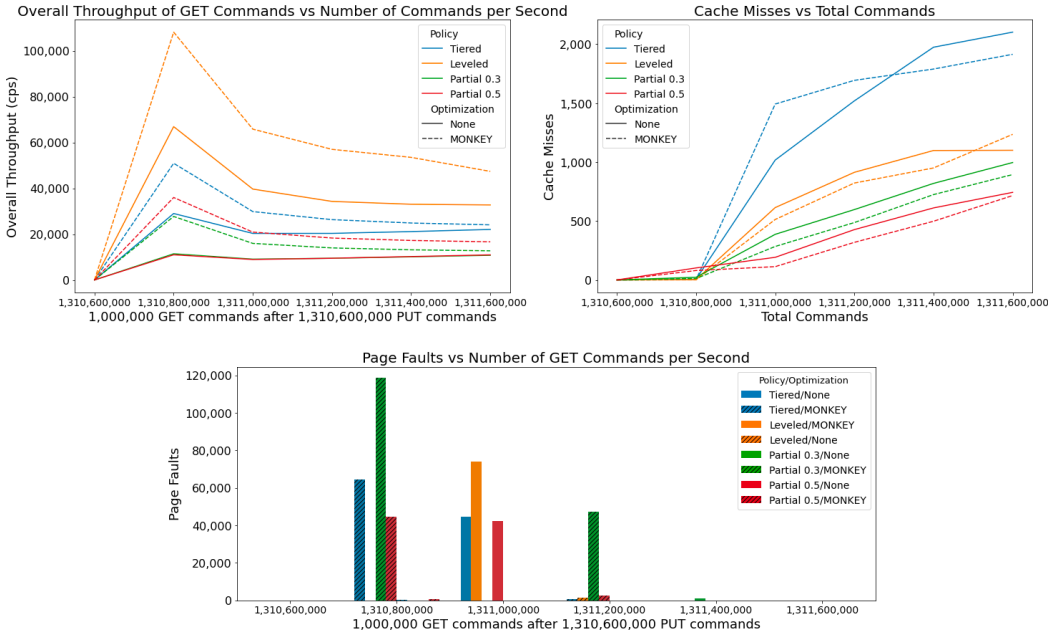 Overall Throughput of GET Commands vs Number of Commands per Second
Overall Throughput (cps)
100,000
80,000
60,000
40,000
20,000
0
Policy
Tiered
Leveled
Partial 0.3
Partial 0.5
Optimization
None
MONKEY
1,310,600,000 1,310,800,000 1,311,000,000 1,311,200,000 1,311,400,000 1,311,600,000
1,000,000 GET commands after 1,310,600,000 PUT commands
Cache Misses vs Total Commands
Cache Misses
2,000
1,500
1,000
500
0
Policy
Tiered
Leveled
Partial 0.3
Partial 0.5
Optimization
None
MONKEY
1,310,600,000 1,310,800,000 1,311,000,000 1,311,200,000 1,311,400,000 1,311,600,000
Total Commands
Page Faults vs Number of GET Commands per Second
Page Faults
120,000
100,000
80,000
60,000
40,000
20,000
0
Policy/Optimization
Tiered/None
Tiered/MONKEY
Leveled/MONKEY
Leveled/None
Partial 0.3/None
Partial 0.3/MONKEY
Partial 0.5/None
Partial 0.5/MONKEY
1,310,600,000 1,310,800,000 1,311,000,000 1,311,200,000 1,311,400,000 1,311,600,000
1,000,000 GET commands after 1,310,600,000 PUT commands